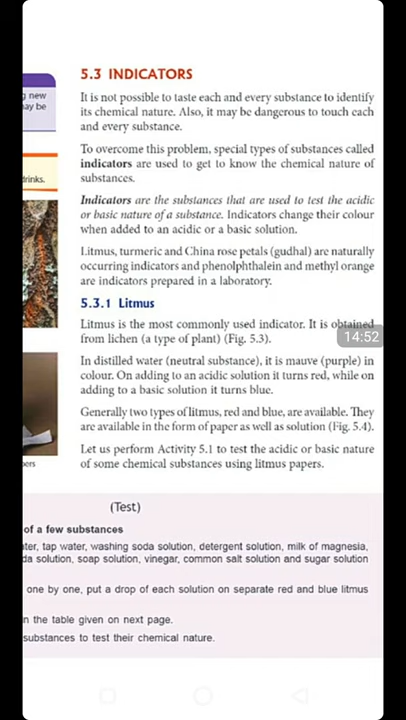 5.3 INDICATORS
g new
ay be
It is not possible to taste each and every substance to identify
its chemical nature. Also, it may be dangerous to touch each
and every substance.
To overcome this problem, special types of substances called
indicators are used to get to know the chemical nature of
substances.
drinks.
Indicators are the substances that are used to test the acidic
or basic nature of a substance. Indicators change their colour
when added to an acidic or a basic solution.
Litmus, turmeric and China rose petals (gudhal) are naturally
occurring indicators and phenolphthalein and methyl orange
are indicators prepared in a laboratory.
5.3.1 Litmus
Litmus is the most commonly used indicator. It is obtained
from lichen (a type of plant) (Fig. 5.3).
14:52
In distilled water (neutral substance), it is mauve (purple) in
colour. On adding to an acidic solution it turns red, while on
adding to a basic solution it turns blue.
Generally two types of litmus, red and blue, are available. They
are available in the form of paper as well as solution (Fig. 5.4).
Let us perform Activity 5.1 to test the acidic or basic nature
of some chemical substances using litmus papers.
pers
(Test)
of a few substances
ter, tap water, washing soda solution, detergent solution, milk of magnesia,
da solution, soap solution, vinegar, common salt solution and sugar solution
one by one, put a drop of each solution on separate red and blue litmus
n the table given on next page.
substances to test their chemical nature.